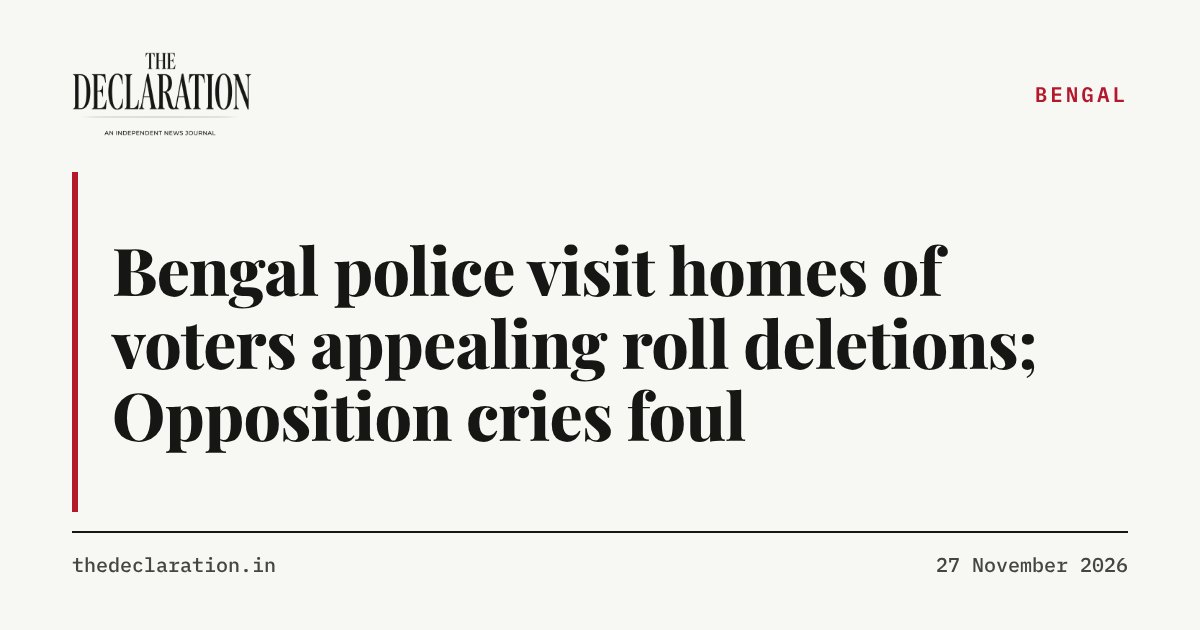 THE
DECLARATION
AN INDEPENDENT NEWS JOURNAL
BENGAL
Bengal police visit homes of
voters appealing roll deletions;
Opposition cries foul
thedeclaration.in
27 November 2026